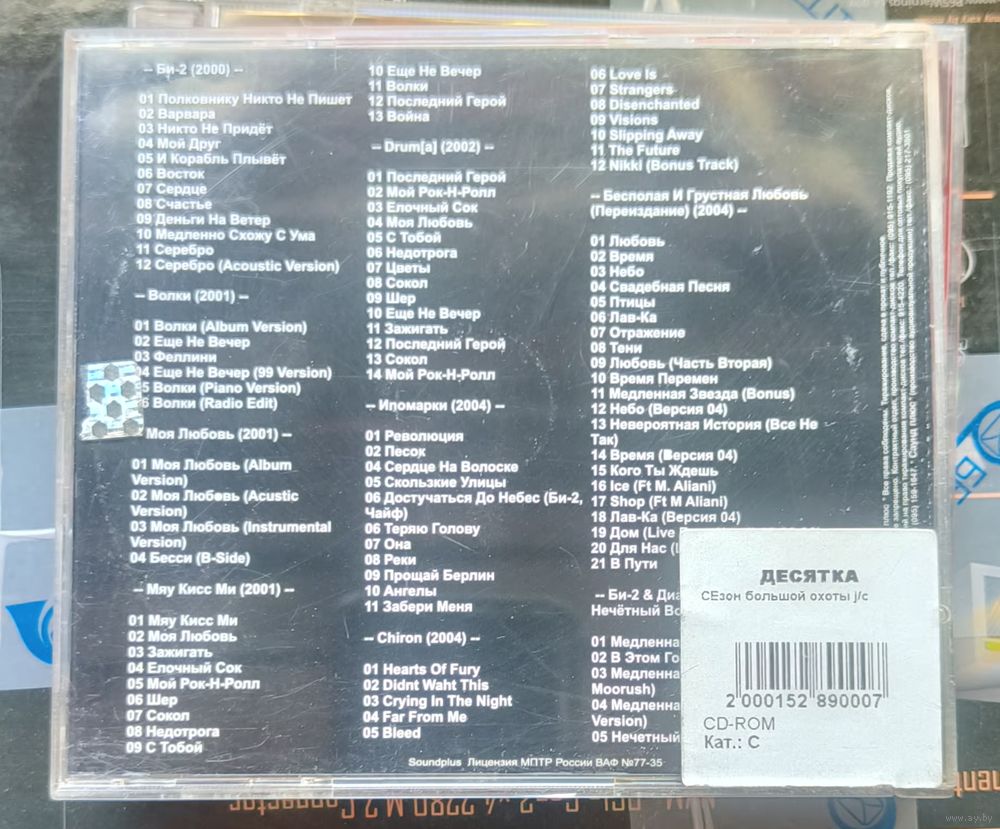 -- Би-2 (2000) --
01 Полковнику Никто Не Пишет
02 Варвара
03 Никто Не Придёт
04 Мой Друг
05 И Корабль Плывёт
06 Восток
07 Сердце
08 Счастье
09 Деньги На Ветер
10 Медленно Схожу С Ума
11 Серебро
12 Серебро (Acoustic Version)
-- Волки (2001) --
01 Волки (Album Version)
02 Еще Не Вечер
03 Феллини
04 Еще Не Вечер (99 Version)
05 Волки (Piano Version)
06 Волки (Radio Edit)
Моя Любовь (2001) --
01 Моя Любовь (Album
Version)
02 Моя Любовь (Acustic
Version)
03 Моя Любовь (Instrumental
Version)
04 Бесси (B-Side)
-- Мяу Кисс Ми (2001) --
01 Мяу Кисс Ми
02 Моя Любовь
03 Зажигать
04 Елочный Сок
05 Мой Рок-Н-Ролл
06 Шер
07 Сокол
08 Недотрога
09 С Тобой
10 Еще Не Вечер
11 Волки
12 Последний Герой
13 Война
-- Drum[a] (2002) --
01 Последний Герой
02 Мой Рок-Н-Ролл
03 Елочный Сок
04 Моя Любовь
05 С Тобой
06 Недотрога
07 Цветы
08 Сокол
09 Шер
10 Еще Не Вечер
11 Зажигать
12 Последний Герой
13 Сокол
14 Мой Рок-Н-Ролл
-- Иломарки (2004) --
01 Революция
02 Песок
04 Сердце На Волоске
05 Скользкие Улицы
06 Достучаться До Небес (Би-2,
Чайф)
06 Теряю Голову
07 Она
08 Реки
09 Прощай Берлин
10 Ангелы
11 Забери Меня
-- Chiron (2004) --
01 Hearts Of Fury
02 Didnt Waht This
03 Crying In The Night
04 Far From Me
05 Bleed
06 Love Is
07 Strangers
08 Disenchanted
09 Visions
10 Slipping Away
11 The Future
12 Nikki (Bonus Track)
-- Бесполая И Грустная Любовь
(Переиздание) (2004) --
01 Любовь
02 Время
03 Небо
04 Свадебная Песня
05 Птицы
06 Лав-Ка
07 Отражение
08 Тени
09 Любовь (Часть Вторая)
10 Время Перемен
11 Медленная Звезда (Bonus)
12 Небо (Версия 04)
13 Невероятная История (Все Не
Так)
14 Время (Версия 04)
15 Кого Ты Ждешь
16 Ice (Ft M. Aliani)
17 Shop (Ft M Aliani)
18 Лав-Ка (Версия 04)
19 Дом (Live
20 Для Нас (
21 В Пути
-- Би-2 & Диа
Нечётный Во
01 Медленна
02 В Этом Го
03 Медленна
Moorush)
04 Медленна
Version)
05 Нечетный
Soundplus Лицензия МПТР России ВАФ №77-35
ДЕСЯТКА
СЕзон большой охоты j/c
2 000152 890007
CD-ROM
Кат.: С
www.ay.by